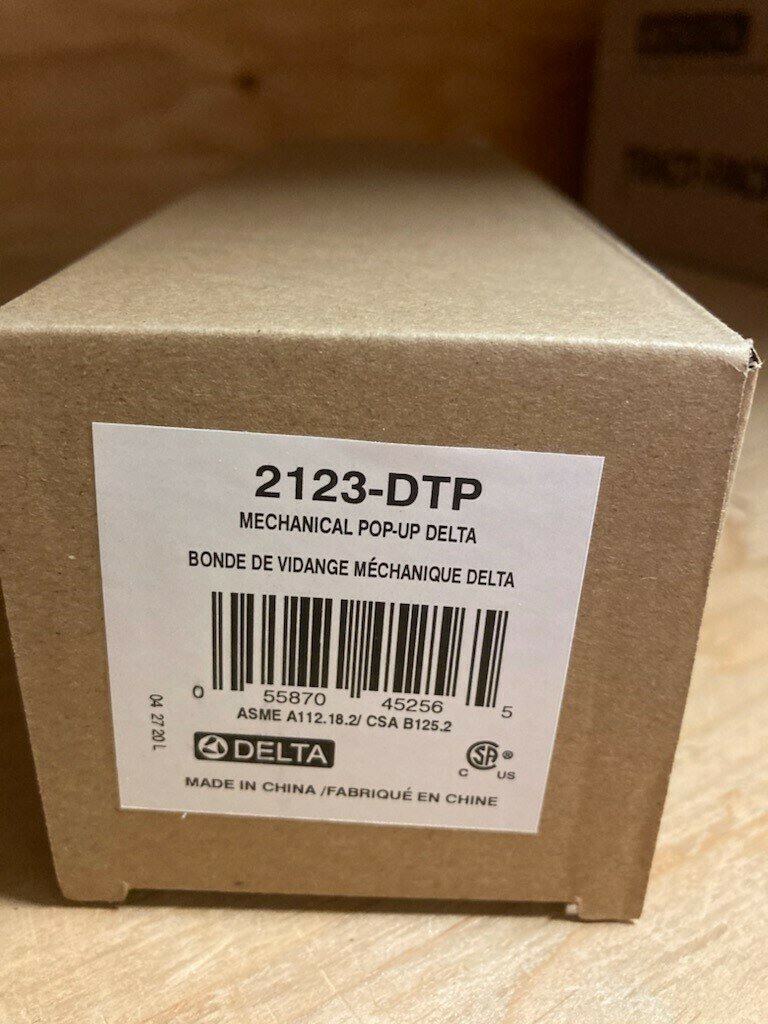 2123-DTP
MECHANICAL POP-UP DELTA
BONDE DE VIDANGE MÉCHANIQUE DELTA
0 55870 45256 5
ASME A112.18.2/ CSA B125.2
04 27 20 L
DELTA
C SA ® US
MADE IN CHINA /FABRIQUÉ EN CHINE